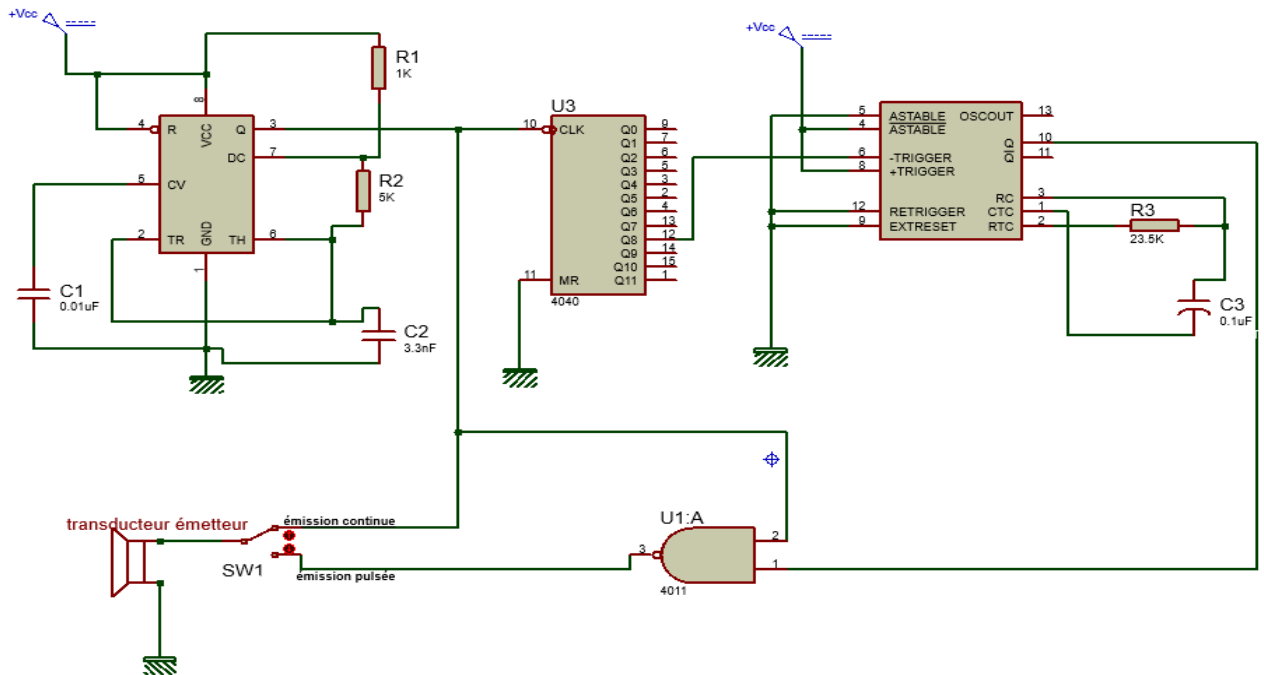 +Vcc
R1
1K
8
4
R
VCC
Q
3
DC
7
5
CV
R2
5K
2
TR
GND
TH
6
1
C1
0.01uF
C2
3.3nF
U3
10
CLK
Q0
9
Q1
7
Q2
6
Q3
5
Q4
3
Q5
2
Q6
4
Q7
13
Q8
12
Q9
14
Q10
15
Q11
1
11
MR
4040
+Vcc
5
ASTABLE
OSCOUT
13
4
ASTABLE
Q
10
6
-TRIGGER
Q
11
8
+TRIGGER
RC
3
12
RETRIGGER
CTC
1
9
EXTRESET
RTC
2
R3
23.5K
C3
0.1uF
transducteur émetteur
émission continue
SW1
émission pulsée
U1:A
2
3
1
4011